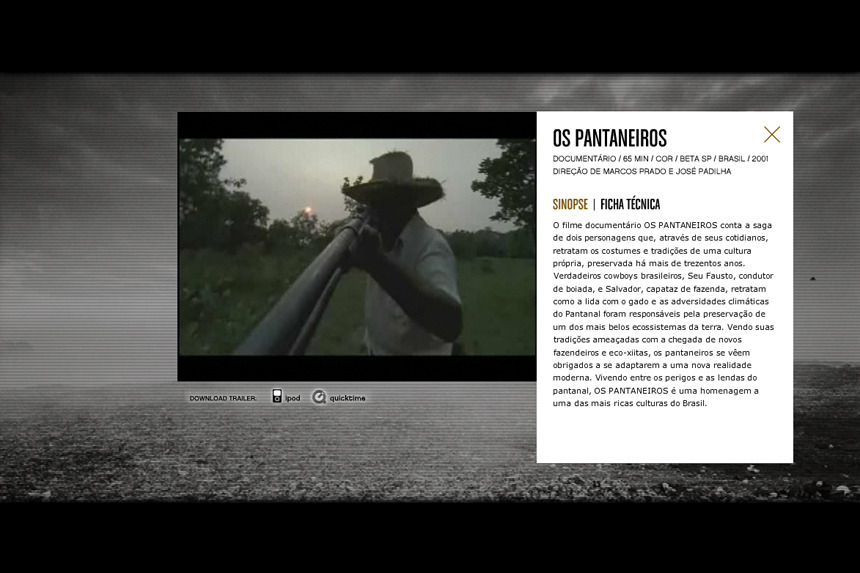 OS PANTANEIROS
DOCUMENTÁRIO / 65 MIN / COR / BETA SP / BRASIL / 2001
DIREÇÃO DE MARCOS PRADO E JOSÉ PADILHA
SINOPSE | FICHA TÉCNICA
O filme documentário OS PANTANEIROS conta a saga
de dois personagens que, através de seus cotidianos,
retratam os costumes e tradições de uma cultura
própria, preservada há mais de trezentos anos.
Verdadeiros cowboys brasileiros, Seu Fausto, condutor
de boiada, e Salvador, capataz de fazenda, retratam
como a lida com o gado e as adversidades climáticas
do Pantanal foram responsáveis pela preservação de
um dos mais belos ecossistemas da terra. Vendo suas
tradições ameaçadas com a chegada de novos
fazendeiros e eco-xiitas, os pantaneiros se vêem
obrigados a se adaptarem a uma nova realidade
moderna. Vivendo entre os perigos e as lendas do
pantanal, OS PANTANEIROS é uma homenagem a
uma das mais ricas culturas do Brasil.
DOWNLOAD TRAILER: ipod quicktime